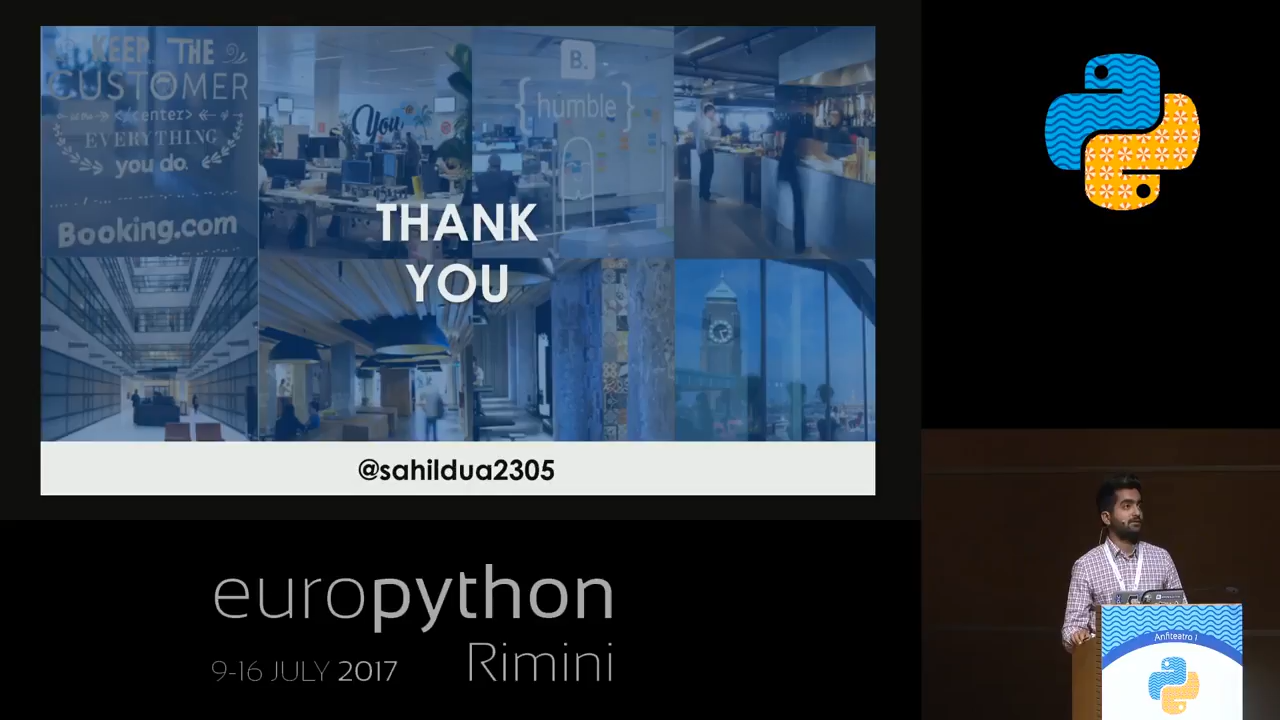 KEEP THE
CUSTOMER
</center>
EVERYTHING
you do.
Booking.com
You
B.
{humble}
THANK
YOU
@sahildua2305
europython
9-16 JULY 2017
Rimini
Anfiteatro 1